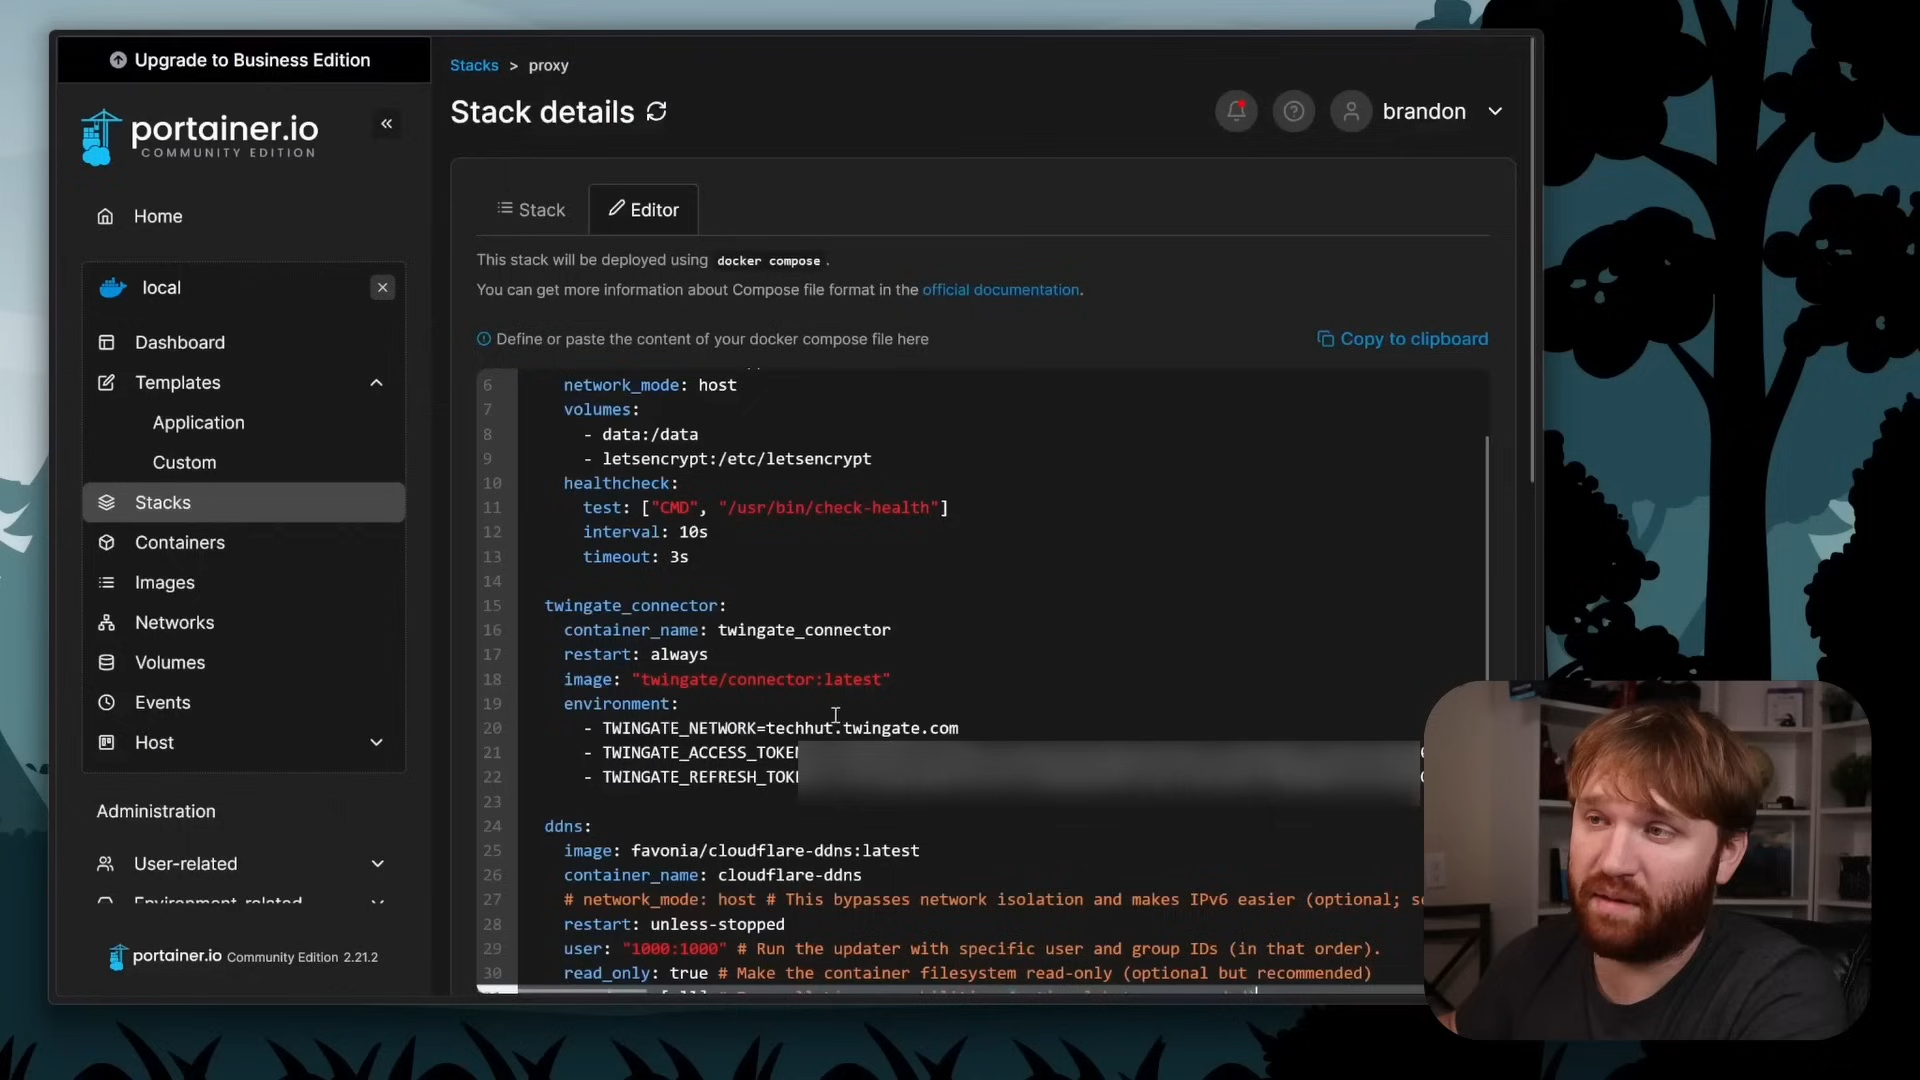 Upgrade to Business Edition
portainer.io
COMMUNITY EDITION
Home
local
Dashboard
Templates
Application
Custom
Stacks
Containers
Images
Networks
Volumes
Events
Host
Administration
User-related
portainer.io Community Edition 2.21.2
Stacks > proxy
Stack details
brandon
Stack
Editor
This stack will be deployed using docker compose .
You can get more information about Compose file format in the official documentation.
Define or paste the content of your docker compose file here
Copy to clipboard
6 network_mode: host
7 volumes:
8 - data:/data
9 - letsencrypt:/etc/letsencrypt
10 healthcheck:
11 test: ["CMD", "/usr/bin/check-health"]
12 interval: 10s
13 timeout: 3s
14
15 twingate_connector:
16 container_name: twingate_connector
17 restart: always
18 image: "twingate/connector:latest"
19 environment:
20 - TWINGATE_NETWORK=techhut.twingate.com
21 - TWINGATE_ACCESS_TOKEN
22 - TWINGATE_REFRESH_TOK
23
24 ddns:
25 image: favonia/cloudflare-ddns:latest
26 container_name: cloudflare-ddns
27 # network_mode: host # This bypasses network isolation and makes IPv6 easier (optional;
28 restart: unless-stopped
29 user: "1000:1000" # Run the updater with specific user and group IDs (in that order).
30 read_only: true # Make the container filesystem read-only (optional but recommended)